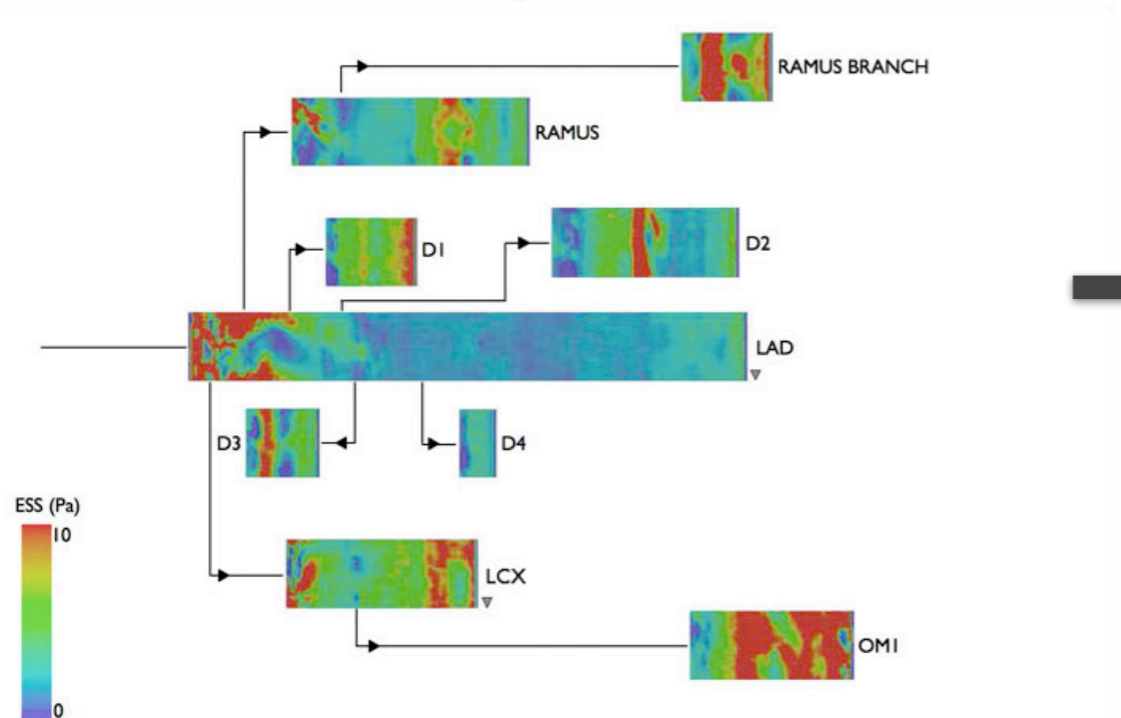 RAMUS BRANCH
RAMUS
D1
D2
LAD
D3
D4
ESS (Pa)
10
0
LCX
OM1